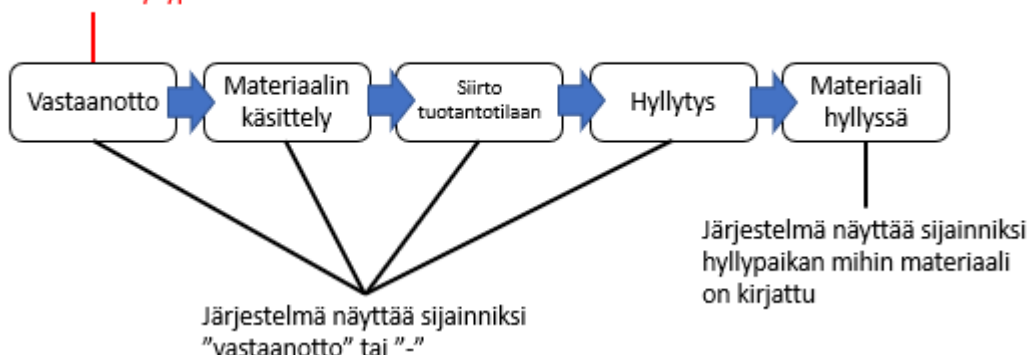 Vastaanotto
Materiaalin
käsittely
Siirto
tuotantotilaan
Hyllytys
Materiaali
hyllyssä
Järjestelmä näyttää sijainniksi
hyllypaikan mihin materiaali
on kirjattu
Järjestelmä näyttää sijainniksi
"vastaanotto" tai "-"